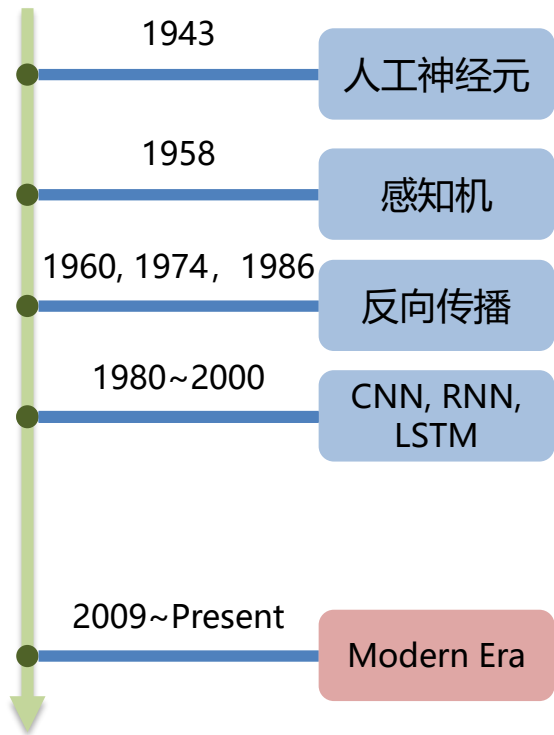 1943
人工神经元
1958
感知机
1960, 1974，1986
反向传播
1980~2000
CNN, RNN,
LSTM
2009~Present
Modern Era